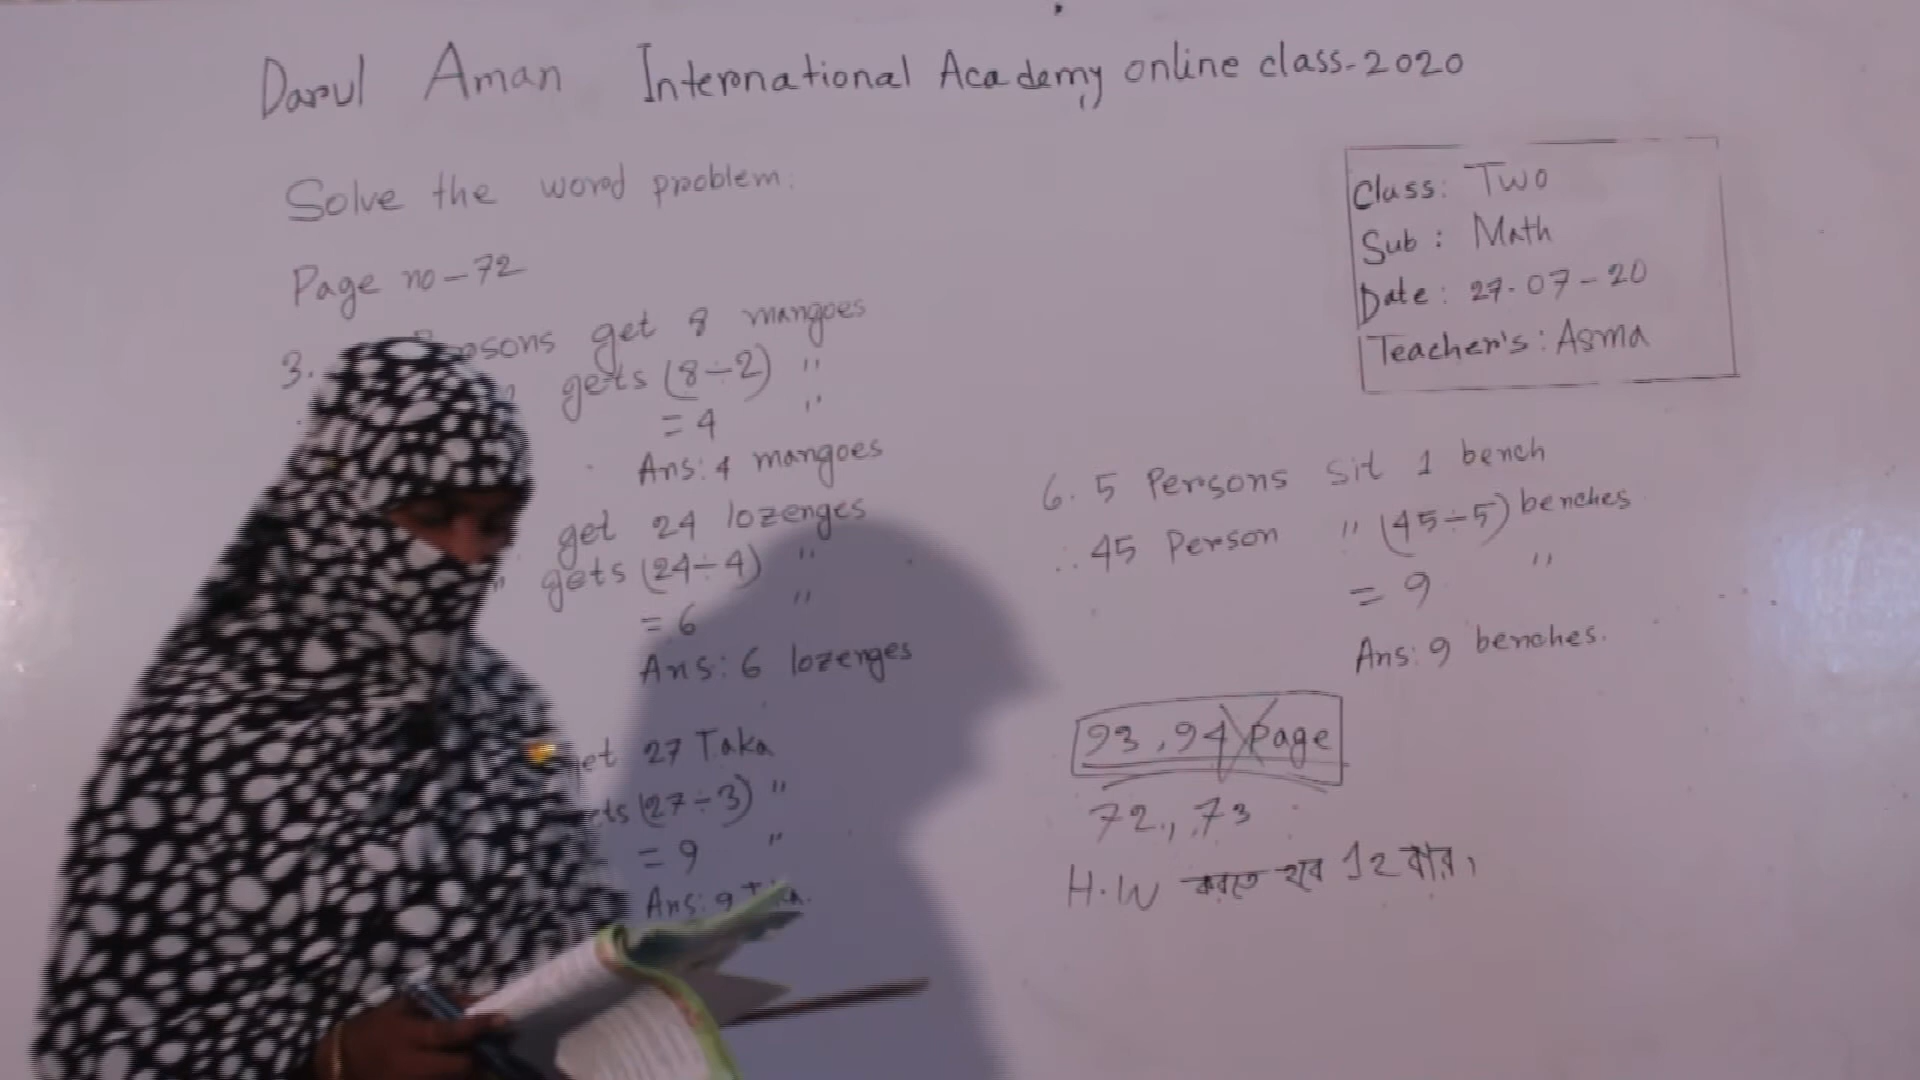 Darul Aman International Academy online class-2020
Solve the word problem.
Page no-72
3. get 8 mangoes
gets (8÷2) "
= 4 "
Ans: 4 mangoes
get 24 lozenges
gets (24÷4) "
= 6 "
Ans: 6 lozenges
27 Taka
(27÷3) "
= 9 "
Ans: 9
Class: Two
Sub: Math
Date: 27-07-20
Teacher's: Asma
6. 5 Persons Sit 1 bench
∴ 45 Person " (45÷5) benches
= 9 "
Ans: 9 benches.
93, 94 Page
72, 73
H.W করতে হবে 12 বার।